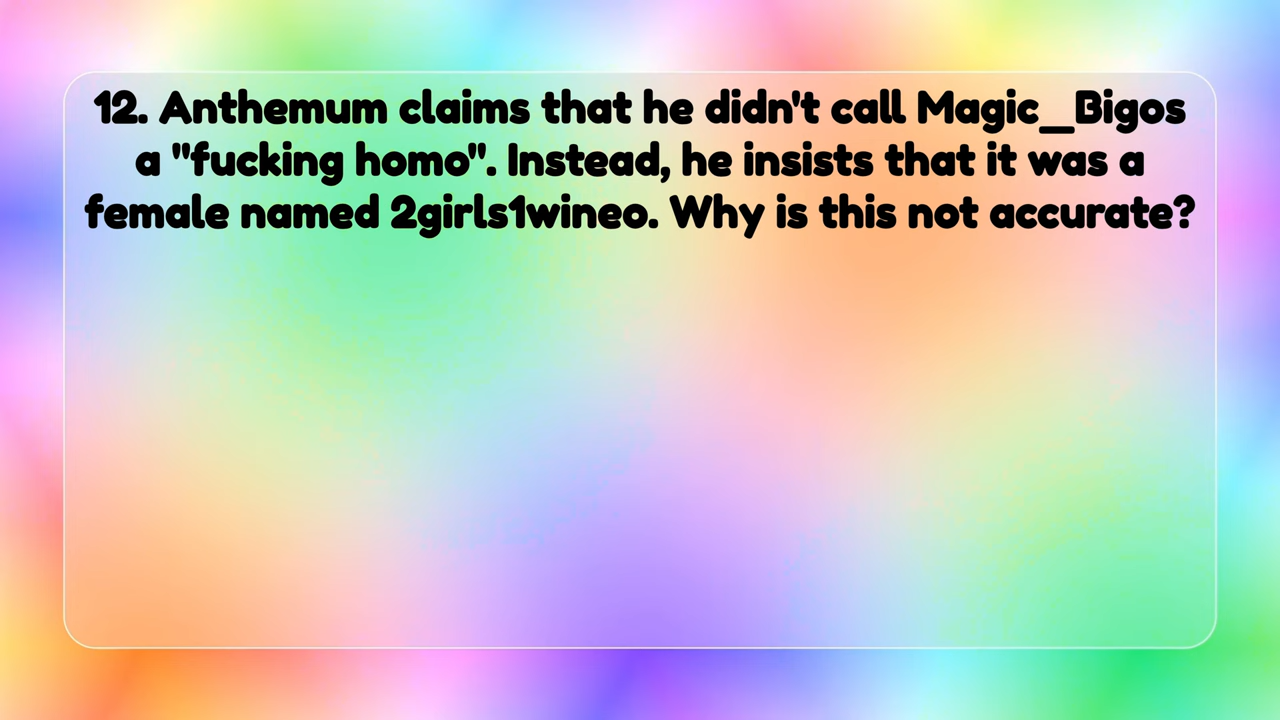 12. Anthemum claims that he didn't call Magic_Bigos
a "fucking homo". Instead, he insists that it was a
female named 2girls1wineo. Why is this not accurate?